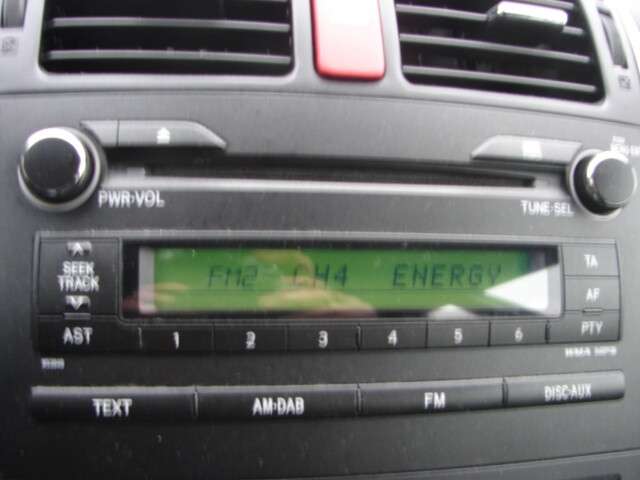 PWR·VOL
TUNE·SEL
SEEK
TRACK
FM2 CH4 ENERGY
TA
AF
AST 1 2 3 4 5 6 PTY
RDS WMA MP3
TEXT AM·DAB FM DISC·AUX